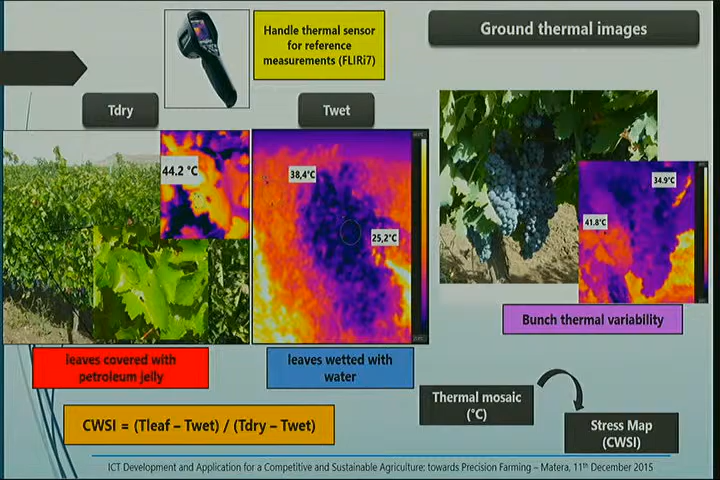 Handle thermal sensor
for reference
measurements (FLIRi7)
Ground thermal images
Tdry
Twet
44.2 °C
38,4°C
25,2°C
34.9°C
41.8°C
Bunch thermal variability
leaves covered with
petroleum jelly
leaves wetted with
water
CWSI = (Tleaf – Twet) / (Tdry – Twet)
Thermal mosaic
(°C)
Stress Map
(CWSI)
ICT Development and Application for a Competitive and Sustainable Agriculture: towards Precision Farming – Matera, 11th December 2015